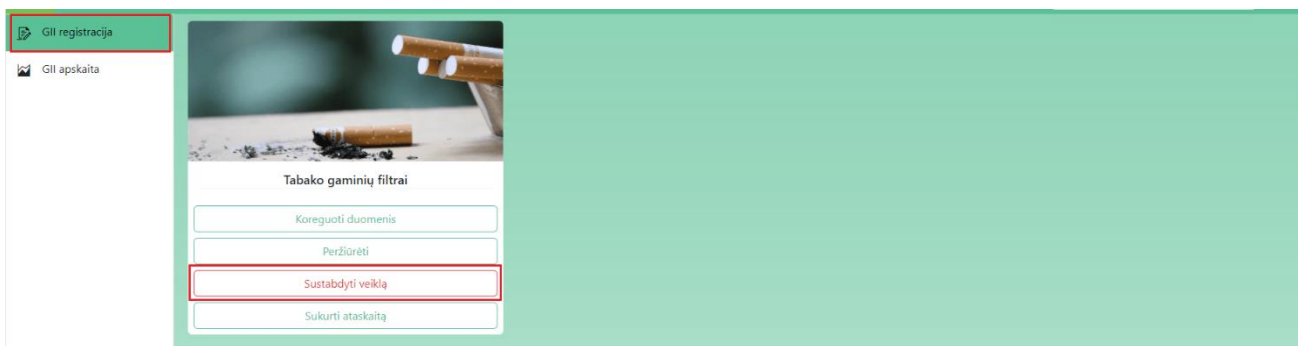 GII registracija
GII apskaita
Tabako gaminių filtrai
Koreguoti duomenis
Peržiūrėti
Sustabdyti veiklą
Sukurti ataskaitą